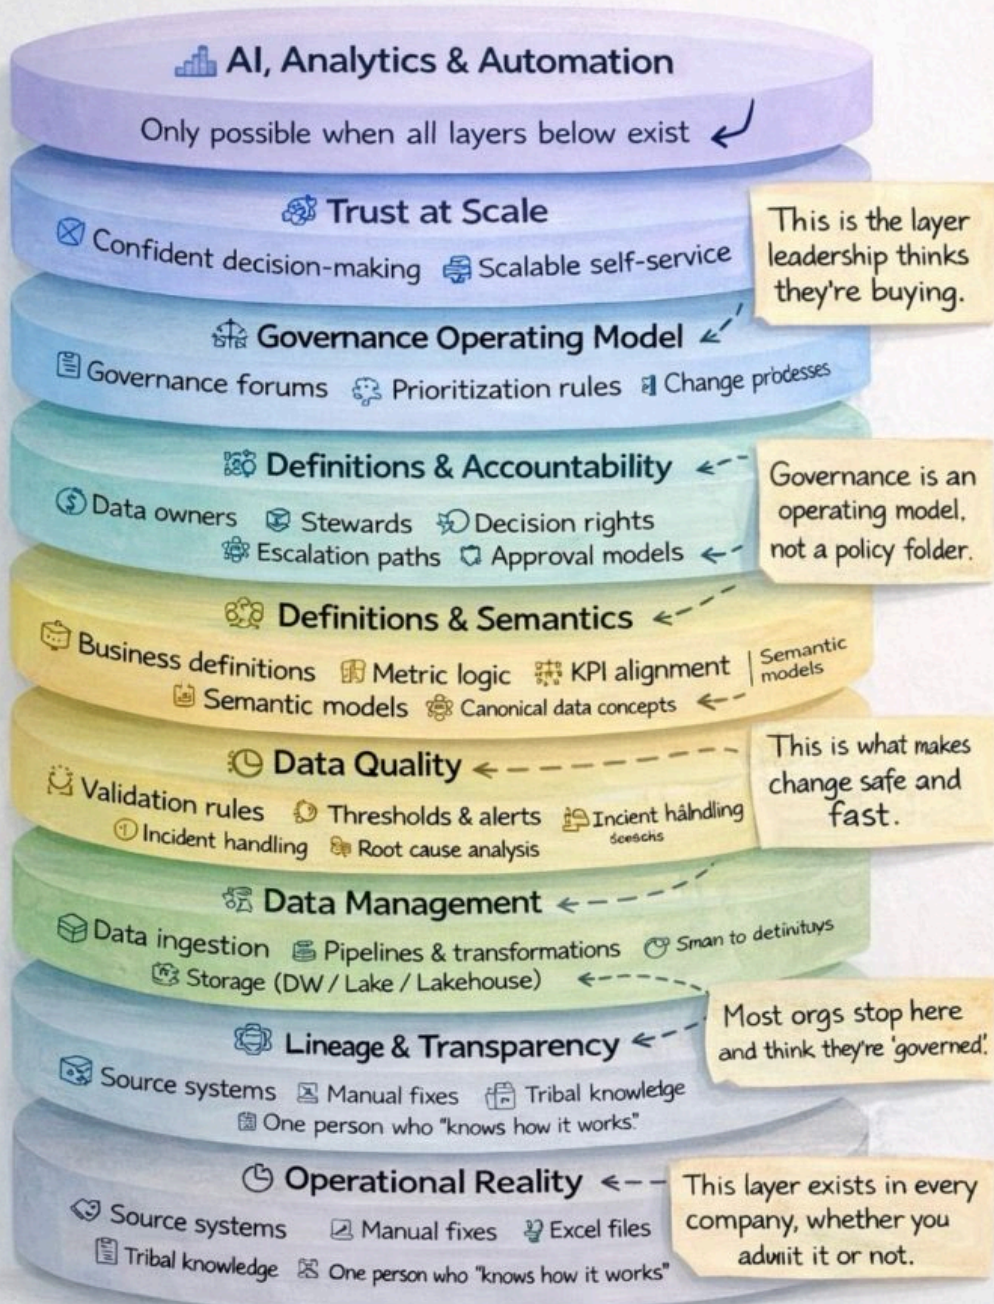 AI, Analytics & Automation
Only possible when all layers below exist
Trust at Scale
Confident decision-making Scalable self-service
This is the layer
leadership thinks
they're buying.
Governance Operating Model
Governance forums Prioritization rules Change prodesses
Definitions & Accountability
Data owners Stewards Decision rights
Escalation paths Approval models
Governance is an
operating model,
not a policy folder.
Definitions & Semantics
Business definitions Metric logic KPI alignment
Semantic
models
Semantic models Canonical data concepts
Data Quality
Validation rules Thresholds & alerts Incient hålndling
Incident handling Root cause analysis
This is what makes
change safe and
fast.
Data Management
Data ingestion Pipelines & transformations Sman to detinituys
Storage (DW / Lake / Lakehouse)
Most orgs stop here
and think they're 'governed'.
Lineage & Transparency
Source systems Manual fixes Tribal knowledge
One person who "knows how it works"
Operational Reality
Source systems Manual fixes Excel files
Tribal knowledge One person who "knows how it works"
This layer exists in every
company, whether you
admit it or not.